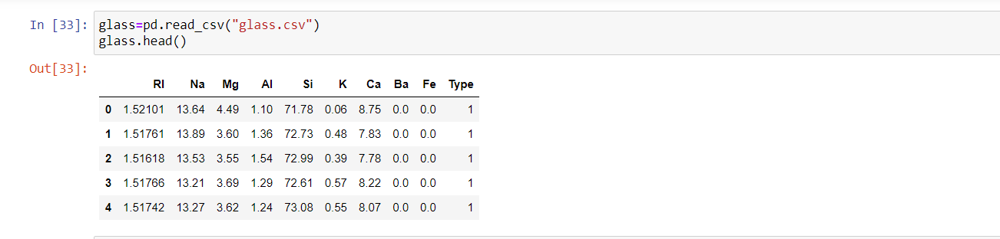 In [33]: glass=pd.read_csv("glass.csv")
glass.head()
Out[33]:
RI Na Mg Al Si K Ca Ba Fe Type
0 1.52101 13.64 4.49 1.10 71.78 0.06 8.75 0.0 0.0 1
1 1.51761 13.89 3.60 1.36 72.73 0.48 7.83 0.0 0.0 1
2 1.51618 13.53 3.55 1.54 72.99 0.39 7.78 0.0 0.0 1
3 1.51766 13.21 3.69 1.29 72.61 0.57 8.22 0.0 0.0 1
4 1.51742 13.27 3.62 1.24 73.08 0.55 8.07 0.0 0.0 1